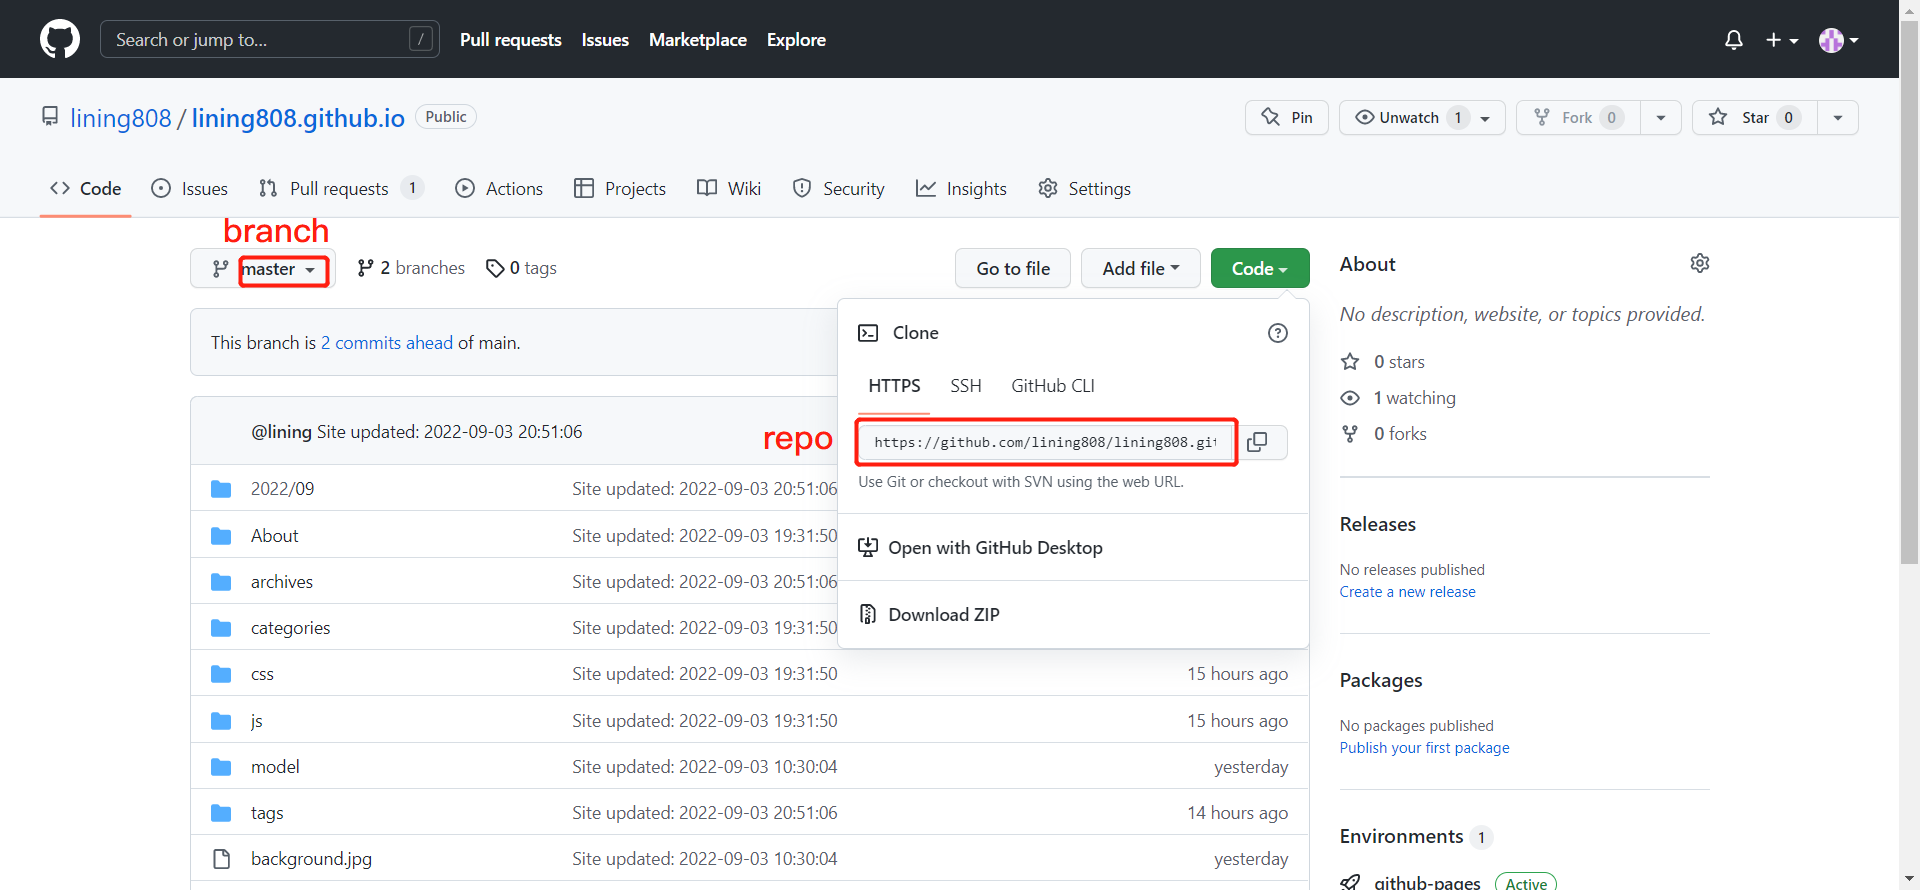 Search or jump to... /
Pull requests Issues Marketplace Explore
lining808 / lining808.github.io Public
Pin Unwatch 1 Fork 0 Star 0
Code Issues Pull requests 1 Actions Projects Wiki Security Insights Settings
branch
master 2 branches 0 tags Go to file Add file Code
This branch is 2 commits ahead of main.
@lining Site updated: 2022-09-03 20:51:06
2022/09 Site updated: 2022-09-03 20:51:06
About Site updated: 2022-09-03 19:31:50
archives Site updated: 2022-09-03 20:51:06
categories Site updated: 2022-09-03 19:31:50
css Site updated: 2022-09-03 19:31:50 15 hours ago
js Site updated: 2022-09-03 19:31:50 15 hours ago
model Site updated: 2022-09-03 10:30:04 yesterday
tags Site updated: 2022-09-03 20:51:06 14 hours ago
background.jpg Site updated: 2022-09-03 10:30:04 yesterday
Clone
HTTPS SSH GitHub CLI
repo
https://github.com/lining808/lining808.git
Use Git or checkout with SVN using the web URL.
Open with GitHub Desktop
Download ZIP
About
No description, website, or topics provided.
0 stars
1 watching
0 forks
Releases
No releases published
Create a new release
Packages
No packages published
Publish your first package
Environments 1
github-pages Active